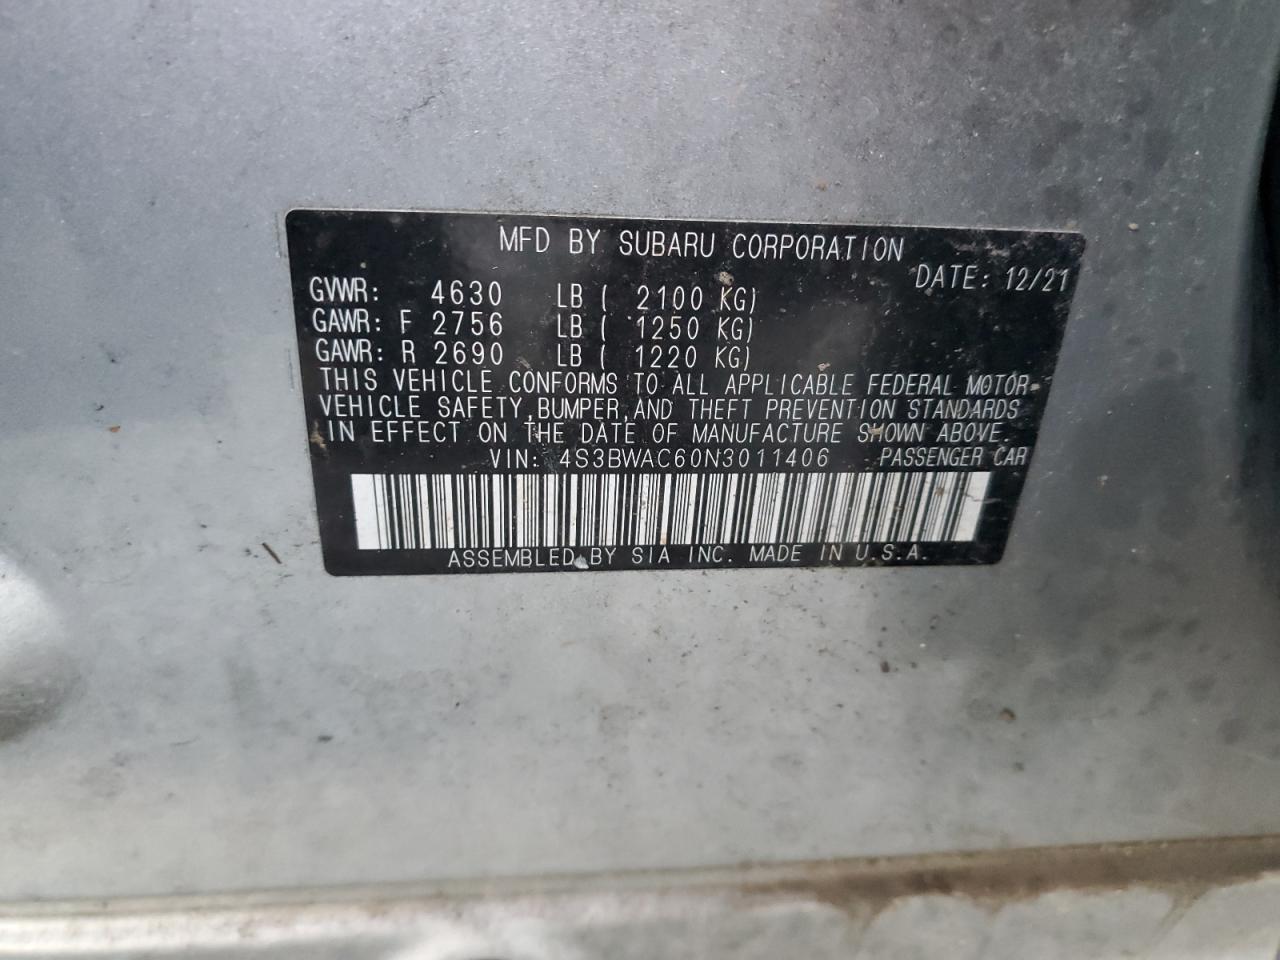 MFD BY SUBARU CORPORATION
DATE: 12/21
GVWR: 4630 LB ( 2100 KG)
GAWR: F 2756 LB ( 1250 KG)
GAWR: R 2690 LB ( 1220 KG)
THIS VEHICLE CONFORMS TO ALL APPLICABLE FEDERAL MOTOR
VEHICLE SAFETY,BUMPER,AND THEFT PREVENTION STANDARDS
IN EFFECT ON THE DATE OF MANUFACTURE SHOWN ABOVE.
VIN: 4S3BWAC60N3011406 PASSENGER CAR
ASSEMBLED BY SIA INC. MADE IN U.S.A.